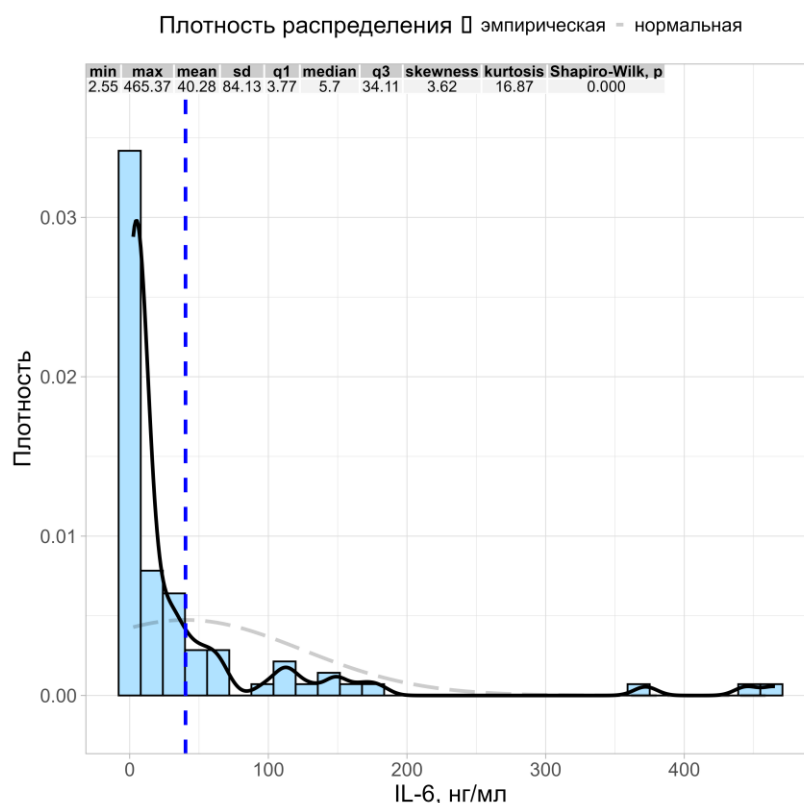 Плотность распределения эмпирическая нормальная
min max mean sd q1 median q3 skewness kurtosis Shapiro-Wilk, p
2.55 465.37 40.28 84.13 3.77 5.7 34.11 3.62 16.87 0.000
Плотность
0.03
0.02
0.01
0.00
0 100 200 300 400
IL-6, нг/мл